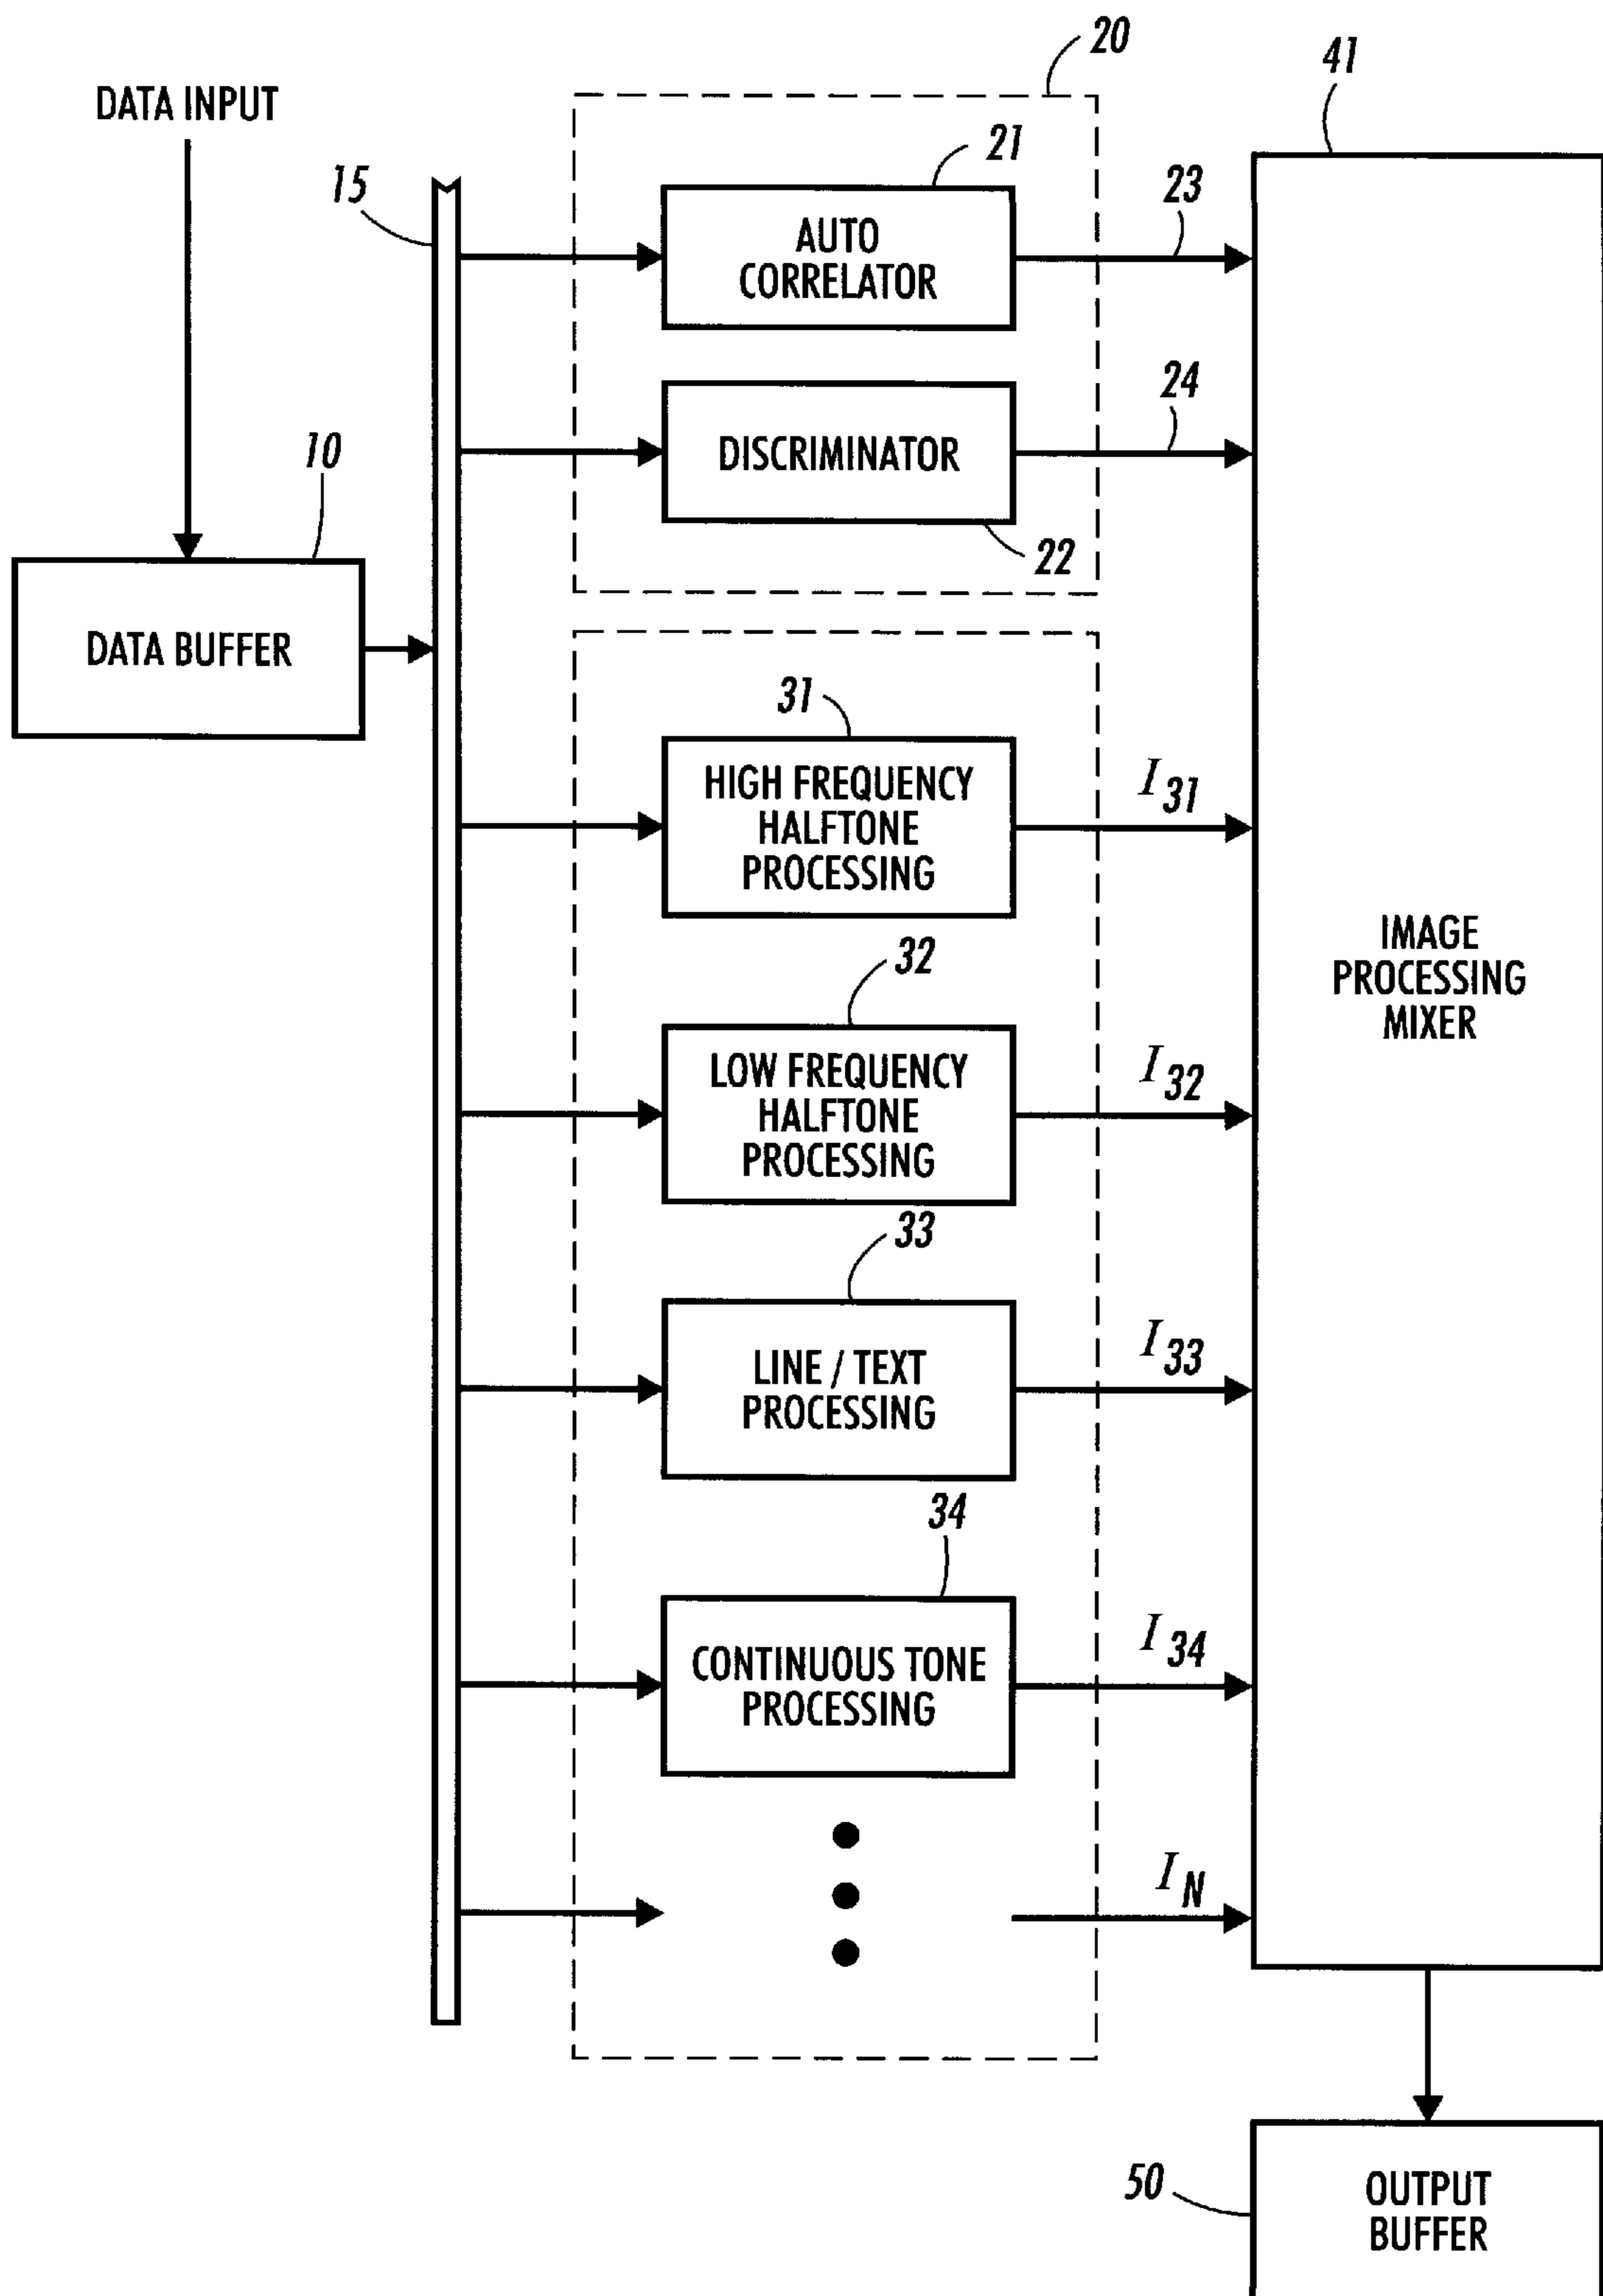 20
41
DATA INPUT
21
15
23
AUTO
CORRELATOR
24
10
DISCRIMINATOR
22
DATA BUFFER
31
I31
HIGH FREQUENCY
HALFTONE
PROCESSING
IMAGE
PROCESSING
MIXER
32
I32
LOW FREQUENCY
HALFTONE
PROCESSING
33
I33
LINE / TEXT
PROCESSING
34
I34
CONTINUOUS TONE
PROCESSING
IN
50
OUTPUT
BUFFER